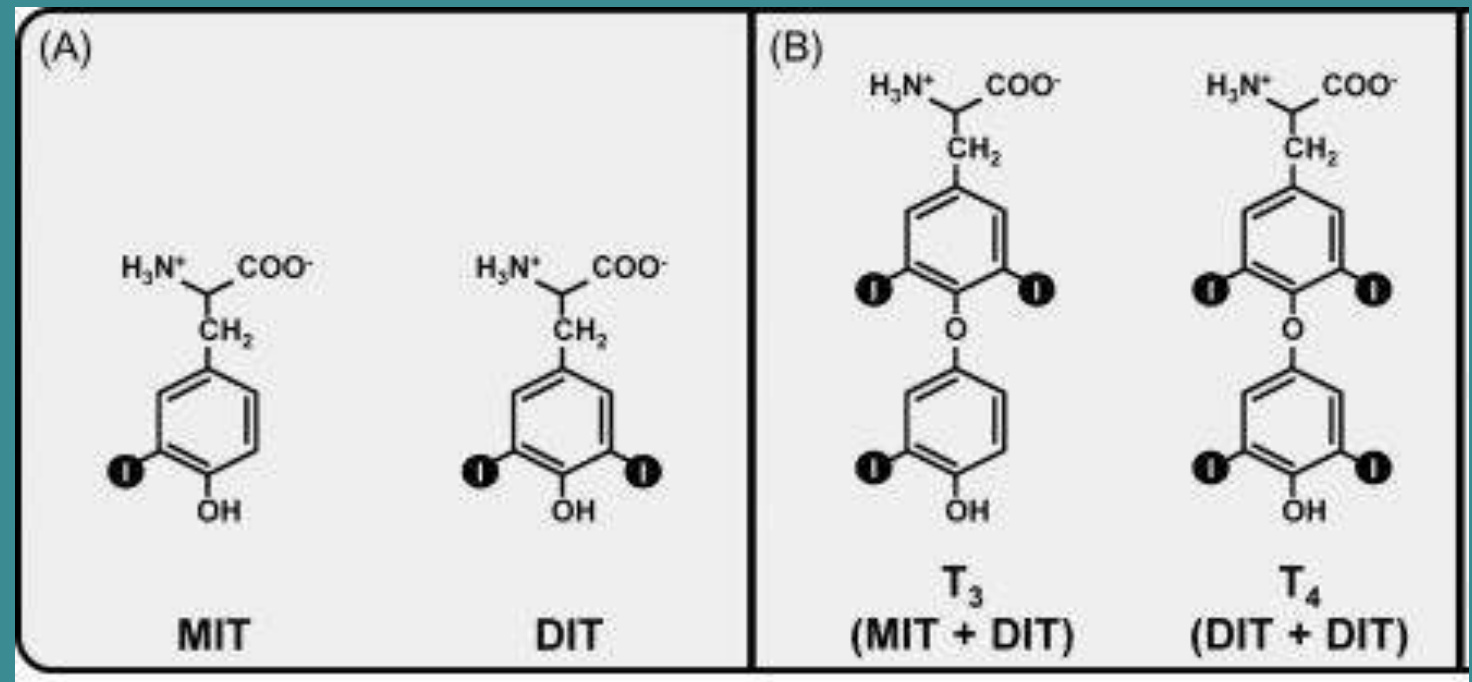 (A)
H₃N⁺ COO⁻
CH₂
I
OH
MIT
H₃N⁺ COO⁻
CH₂
I I
OH
DIT
(B)
H₃N⁺ COO⁻
CH₂
I I
O
I
OH
T₃
(MIT + DIT)
H₃N⁺ COO⁻
CH₂
I I
O
I I
OH
T₄
(DIT + DIT)